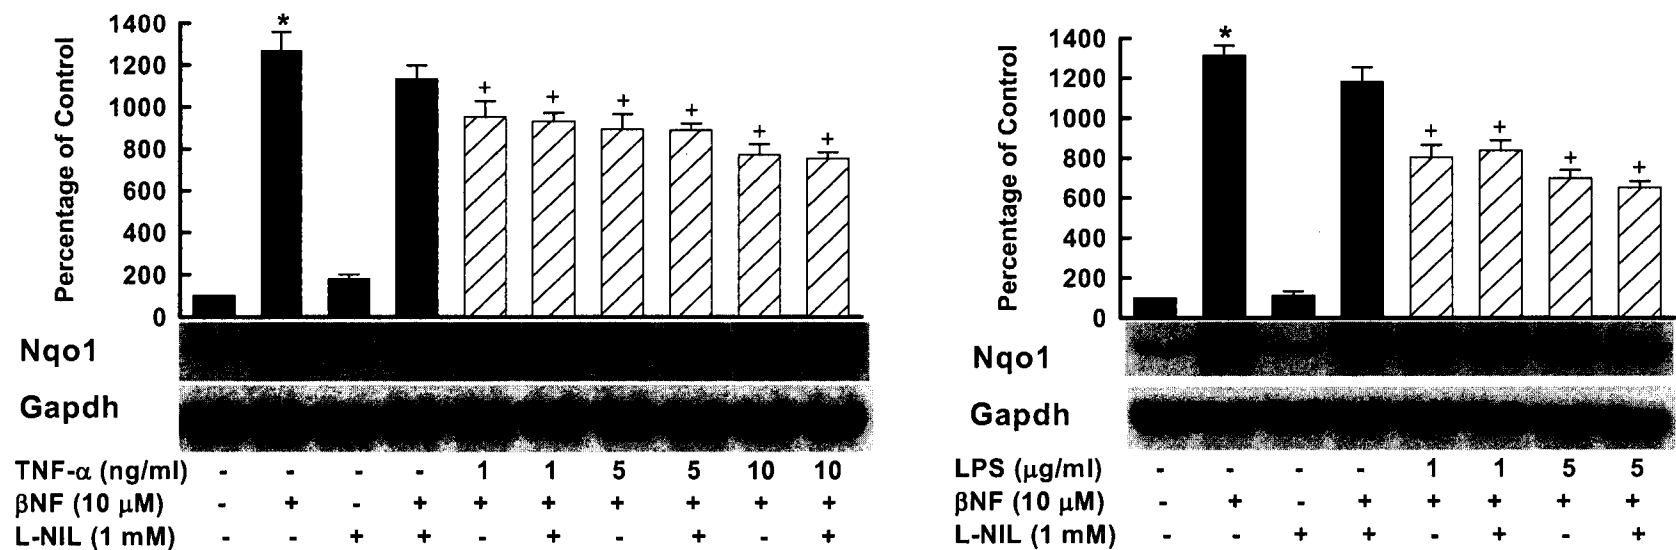 Percentage of Control
1400
1200
1000
800
600
400
200
0
*
+ + + + + +
Nqo1
Gapdh
TNF-α (ng/ml) - - - - 1 1 5 5 10 10
βNF (10 μM) - + - + + + + + + +
L-NIL (1 mM) - - + + - + - + - +
Percentage of Control
1400
1200
1000
800
600
400
200
0
*
+ + + +
Nqo1
Gapdh
LPS (μg/ml) - - - - 1 1 5 5
βNF (10 μM) - + - + + + + +
L-NIL (1 mM) - - + + - + - +